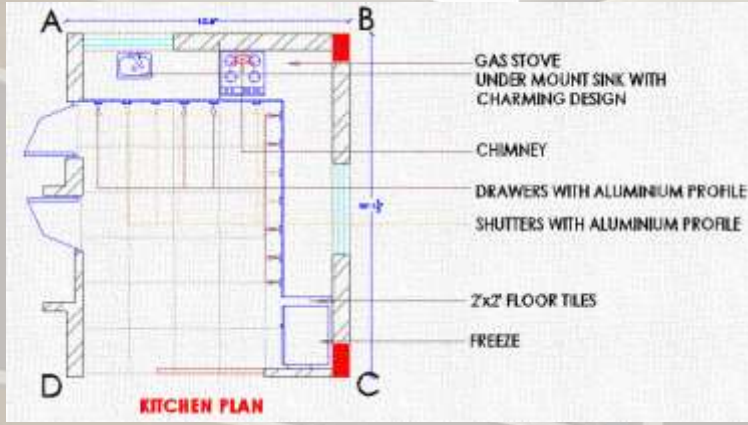 A
B
GAS STOVE
UNDER MOUNT SINK WITH
CHARMING DESIGN
CHIMNEY
DRAWERS WITH ALUMINIUM PROFILE
SHUTTERS WITH ALUMINIUM PROFILE
2'x2' FLOOR TILES
FREEZE
D
C
KITCHEN PLAN